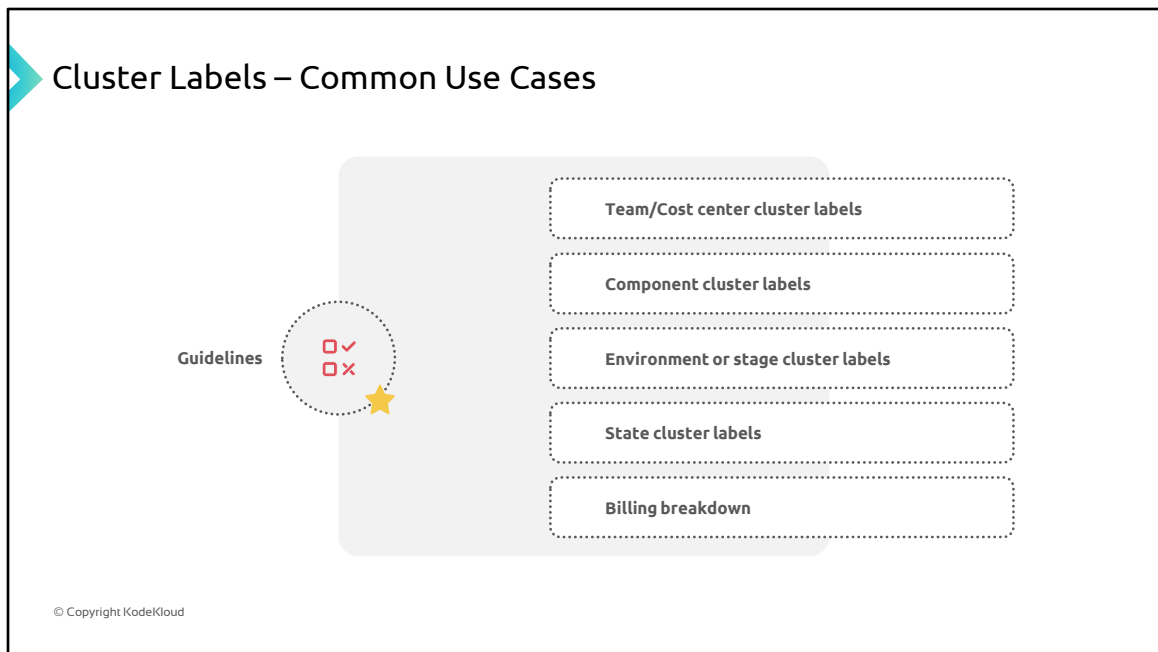 Cluster Labels – Common Use Cases
Guidelines
Team/Cost center cluster labels
Component cluster labels
Environment or stage cluster labels
State cluster labels
Billing breakdown
© Copyright KodeKloud